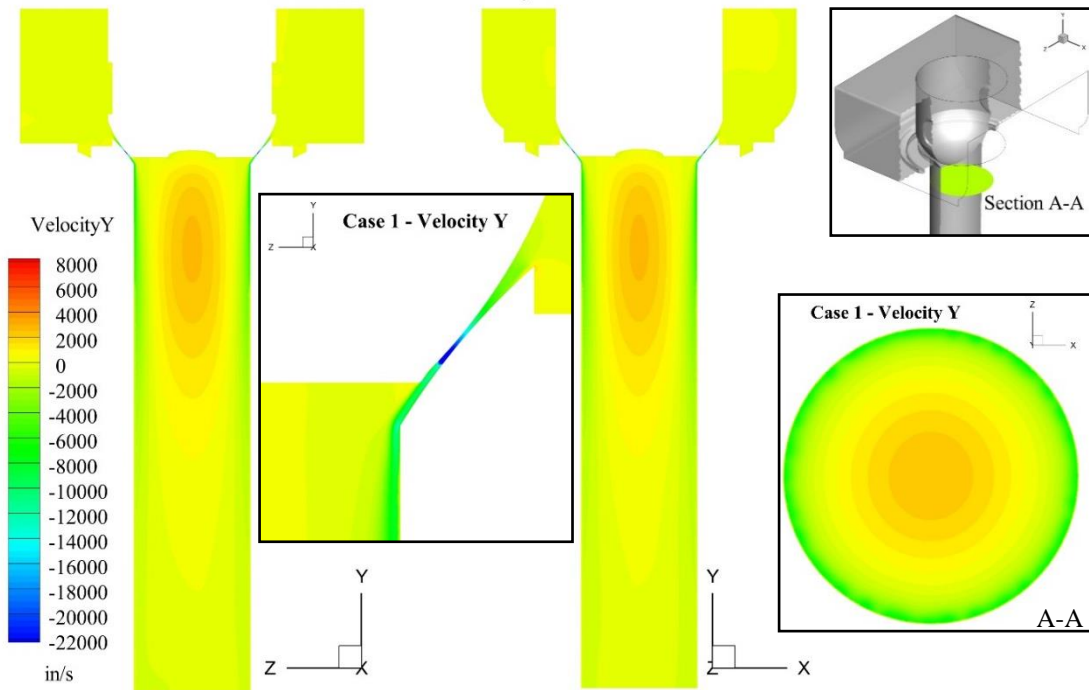 VelocityY
8000
6000
4000
2000
0
-2000
-4000
-6000
-8000
-10000
-12000
-14000
-16000
-18000
-20000
-22000
in/s
Y
Z
X
Case 1 - Velocity Y
Y
Z
X
Y
Z
X
Y
Z
X
Section A-A
Case 1 - Velocity Y
Z
Y
X
A-A